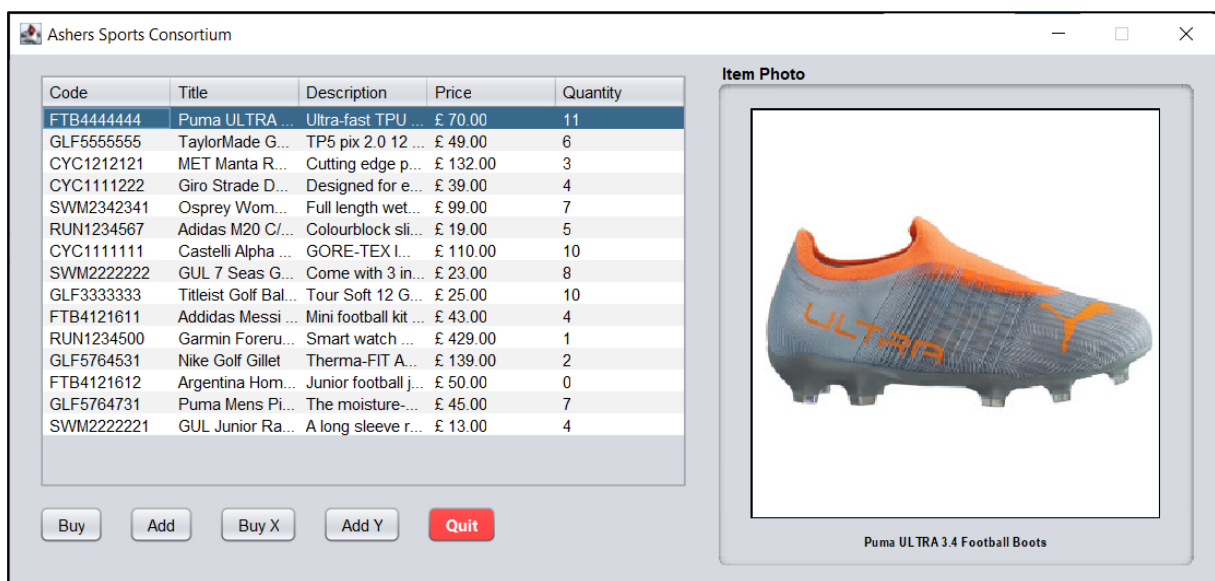 Ashers Sports Consortium
Code Title Description Price Quantity
FTB4444444 Puma ULTRA ... Ultra-fast TPU ... £ 70.00 11
GLF5555555 TaylorMade G... TP5 pix 2.0 12 ... £ 49.00 6
CYC1212121 MET Manta R... Cutting edge p... £ 132.00 3
CYC1111222 Giro Strade D... Designed for e... £ 39.00 4
SWM2342341 Osprey Wom... Full length wet... £ 99.00 7
RUN1234567 Adidas M20 C/... Colourblock sli... £ 19.00 5
CYC1111111 Castelli Alpha ... GORE-TEX I... £ 110.00 10
SWM2222222 GUL 7 Seas G... Come with 3 in... £ 23.00 8
GLF3333333 Titleist Golf Bal... Tour Soft 12 G... £ 25.00 10
FTB4121611 Addidas Messi ... Mini football kit ... £ 43.00 4
RUN1234500 Garmin Foreru... Smart watch ... £ 429.00 1
GLF5764531 Nike Golf Gillet Therma-FIT A... £ 139.00 2
FTB4121612 Argentina Hom... Junior football j... £ 50.00 0
GLF5764731 Puma Mens Pi... The moisture-... £ 45.00 7
SWM2222221 GUL Junior Ra... A long sleeve r... £ 13.00 4
Buy Add Buy X Add Y Quit
Item Photo
ULTRA
Puma ULTRA 3.4 Football Boots